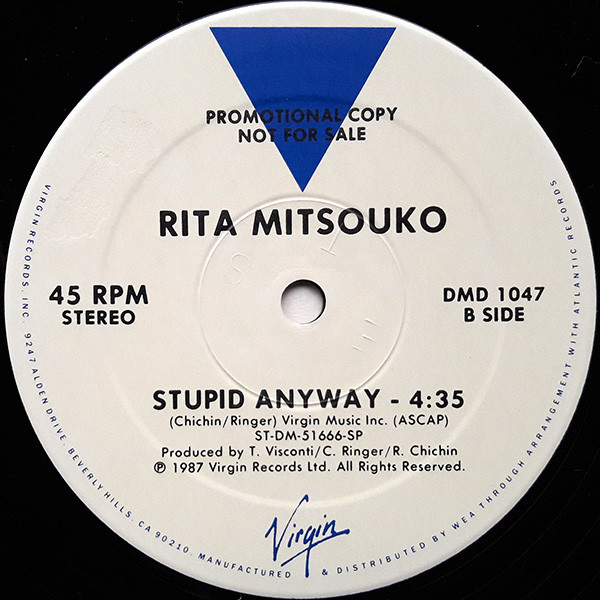 PROMOTIONAL COPY
NOT FOR SALE
RITA MITSOUKO
45 RPM
STEREO
DMD 1047
B SIDE
STUPID ANYWAY - 4:35
(Chichin/Ringer) Virgin Music Inc. (ASCAP)
ST-DM-51666-SP
Produced by T. Visconti/C. Ringer/R. Chichin
℗ 1987 Virgin Records Ltd. All Rights Reserved.
Virgin
VIRGIN RECORDS, INC. 9247 ALDEN DRIVE, BEVERLY HILLS, CA 90210. MANUFACTURED & DISTRIBUTED BY WEA THROUGH ARRANGEMENT WITH ATLANTIC RECORDS